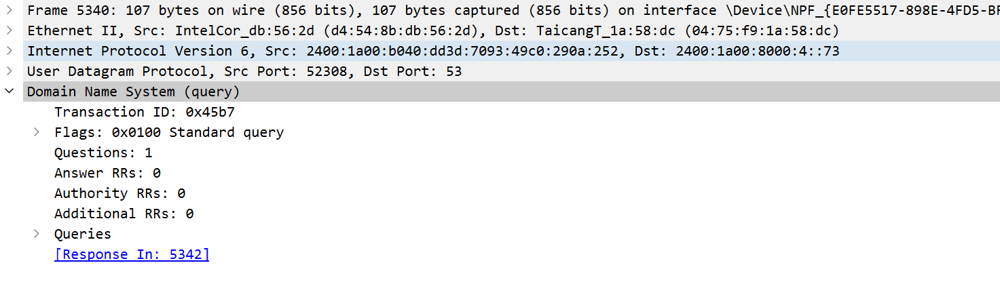 Frame 5340: 107 bytes on wire (856 bits), 107 bytes captured (856 bits) on interface \Device\NPF_{E0FE5517-898E-4FD5-BF
Ethernet II, Src: IntelCor_db:56:2d (d4:54:8b:db:56:2d), Dst: TaicangT_1a:58:dc (04:75:f9:1a:58:dc)
Internet Protocol Version 6, Src: 2400:1a00:b040:dd3d:7093:49c0:290a:252, Dst: 2400:1a00:8000:4::73
User Datagram Protocol, Src Port: 52308, Dst Port: 53
Domain Name System (query)
Transaction ID: 0x45b7
Flags: 0x0100 Standard query
Questions: 1
Answer RRs: 0
Authority RRs: 0
Additional RRs: 0
Queries
[Response In: 5342]